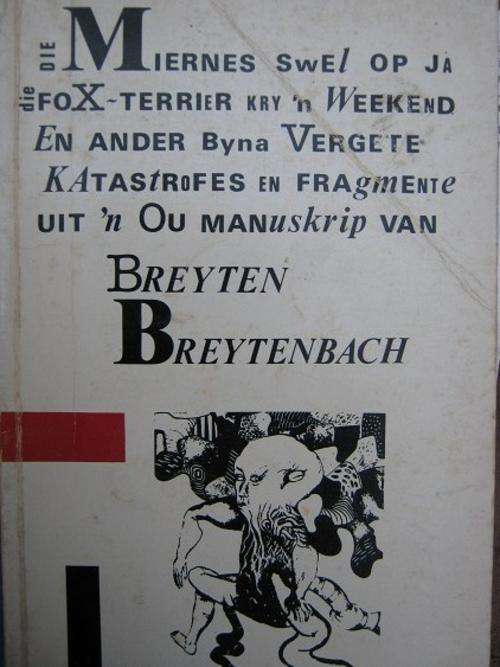 DIE MIERNES SWEl OP JA
die FOX-TERRIER KRY 'n WEEKEND
EN ANDER Byna VERGETE
KATAStROFES EN FRAgmENTe
UIT 'n OU MANuskrip VAN
BREYTEN
BREYTENBACH